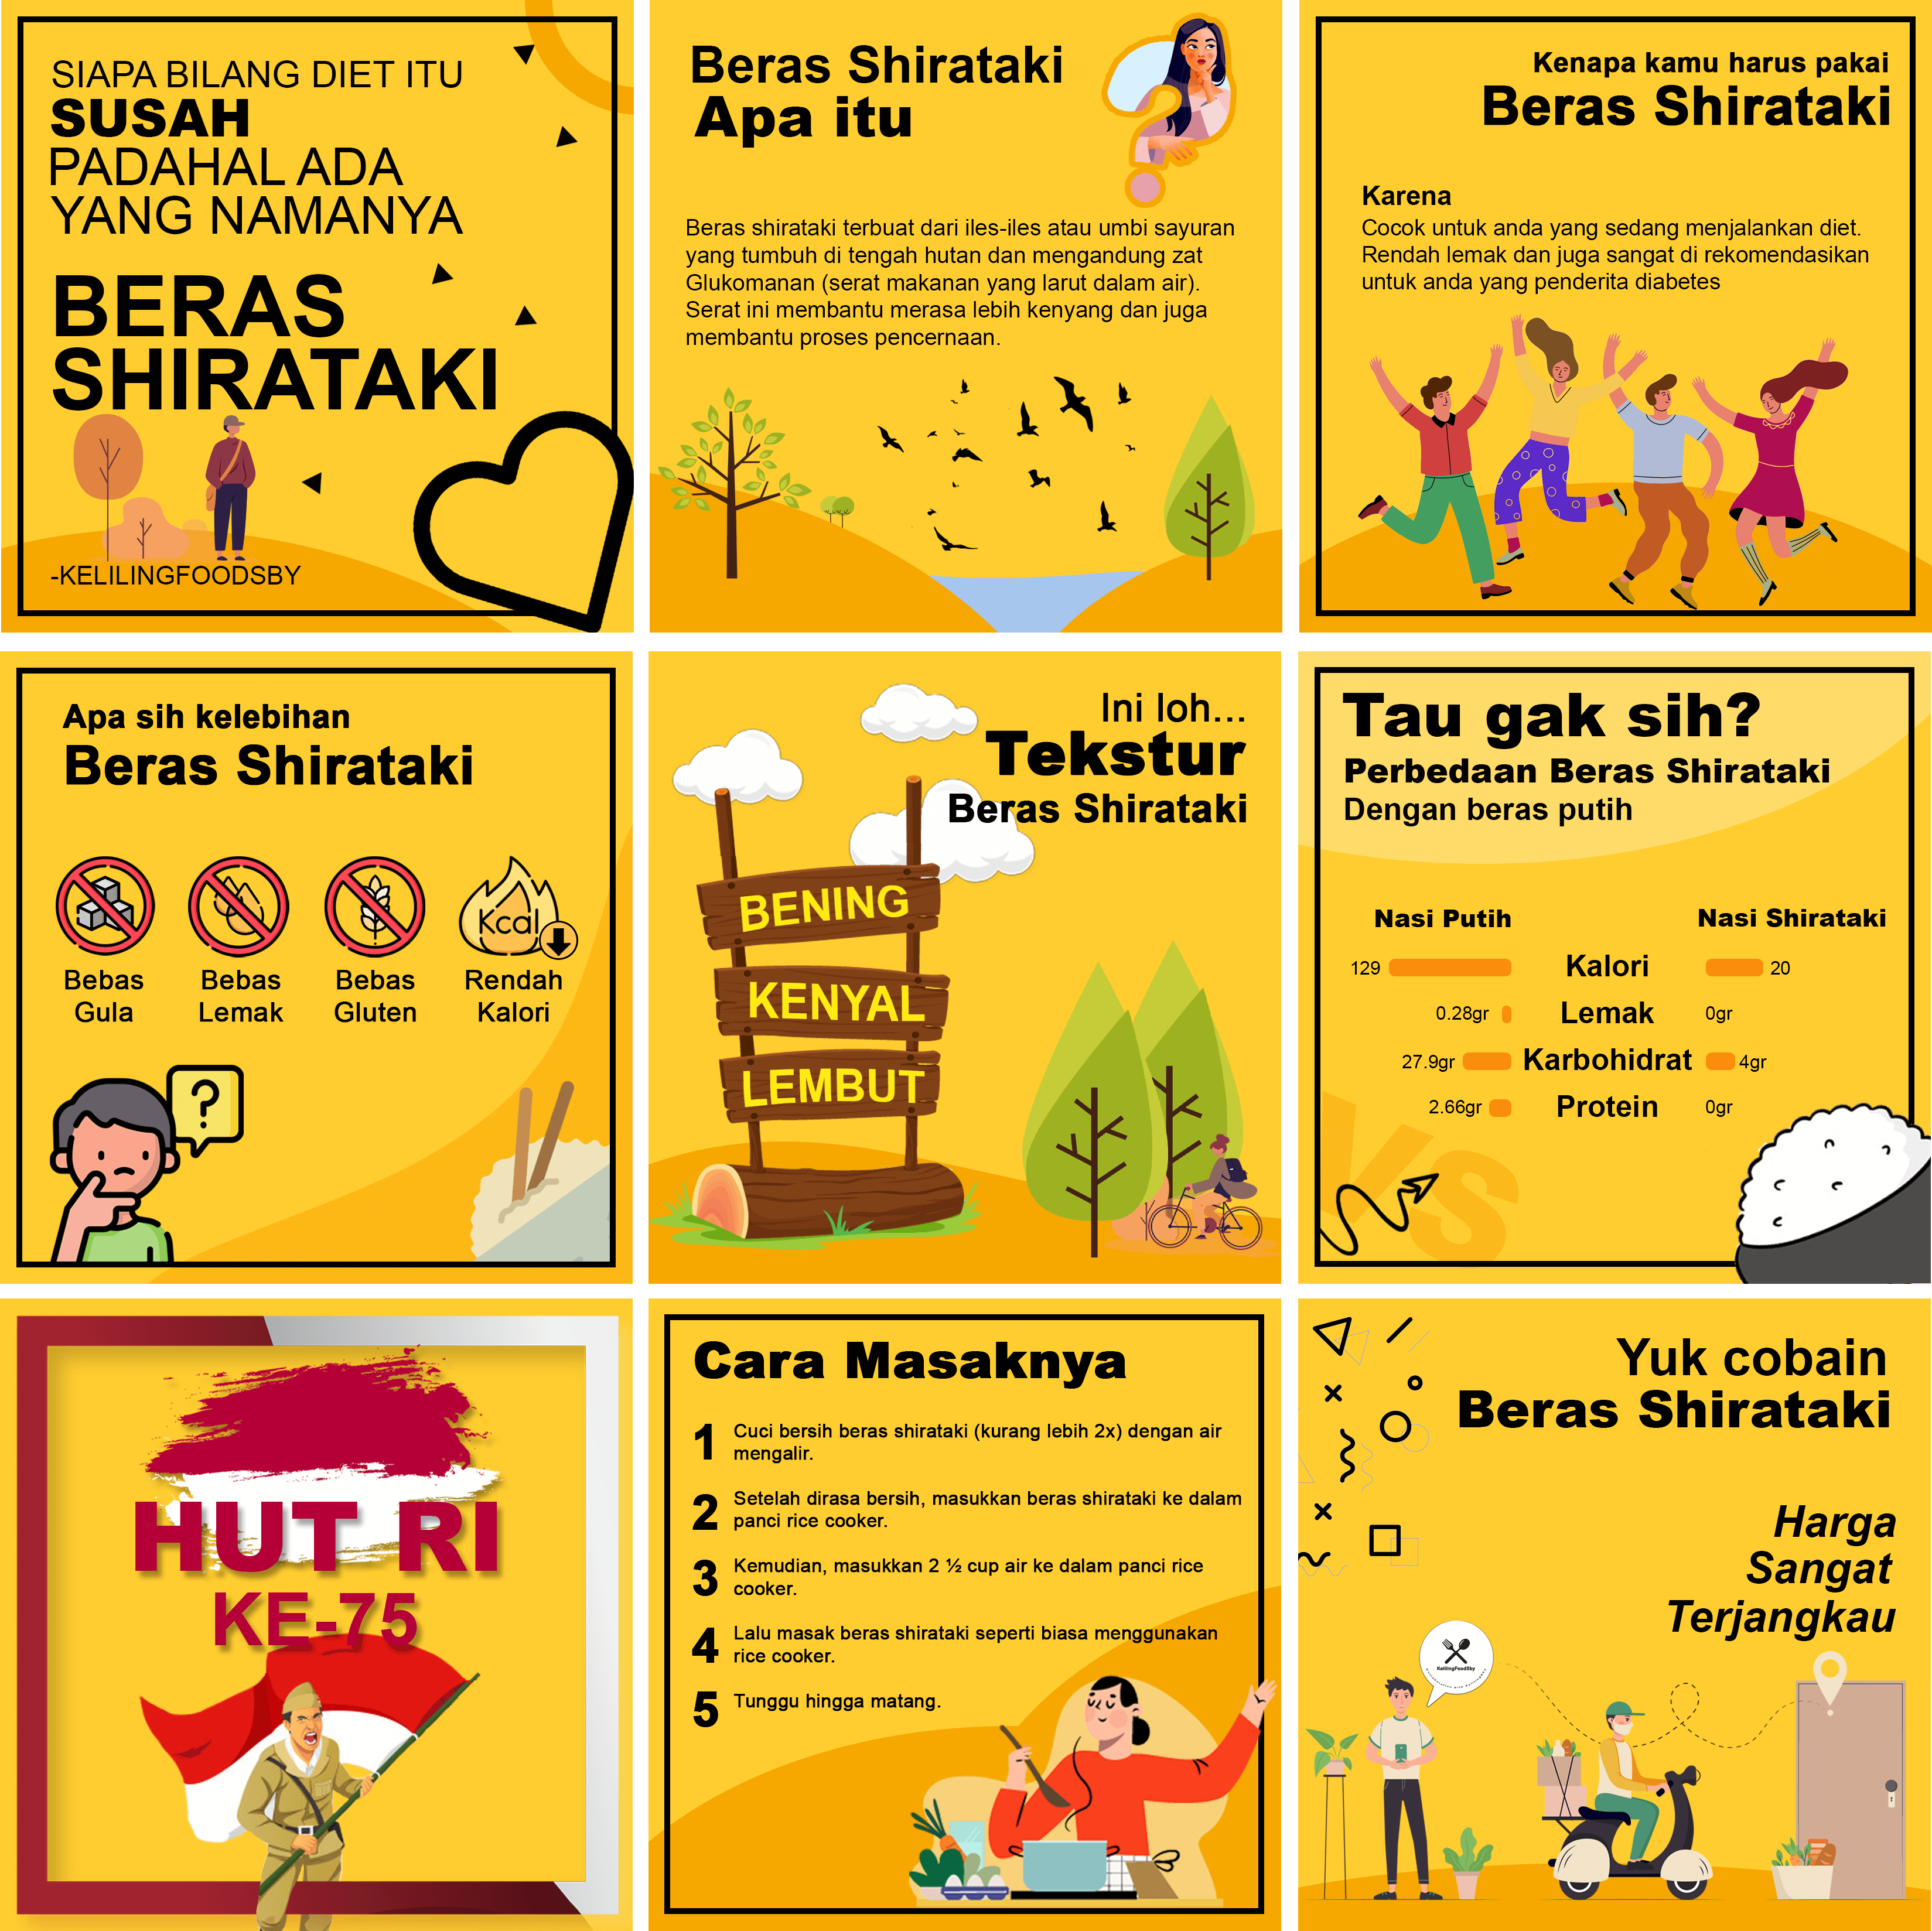 SIAPA BILANG DIET ITU
SUSAH
PADAHAL ADA
YANG NAMANYA
BERAS
SHIRATAKI
-KELILINGFOODSBY
Beras Shirataki
Apa itu
Beras shirataki terbuat dari iles-iles atau umbi sayuran
yang tumbuh di tengah hutan dan mengandung zat
Glukomanan (serat makanan yang larut dalam air).
Serat ini membantu merasa lebih kenyang dan juga
membantu proses pencernaan.
Kenapa kamu harus pakai
Beras Shirataki
Karena
Cocok untuk anda yang sedang menjalankan diet.
Rendah lemak dan juga sangat di rekomendasikan
untuk anda yang penderita diabetes
Apa sih kelebihan
Beras Shirataki
Kcal
Bebas
Gula
Bebas
Lemak
Bebas
Gluten
Rendah
Kalori
?
Ini loh...
Tekstur
Beras Shirataki
BENING
KENYAL
LEMBUT
Tau gak sih?
Perbedaan Beras Shirataki
Dengan beras putih
Nasi Putih Nasi Shirataki
129 Kalori 20
0.28gr Lemak 0gr
27.9gr Karbohidrat 4gr
2.66gr Protein 0gr
Vs
HUT RI
KE-75
Cara Masaknya
1 Cuci bersih beras shirataki (kurang lebih 2x) dengan air
mengalir.
2 Setelah dirasa bersih, masukkan beras shirataki ke dalam
panci rice cooker.
3 Kemudian, masukkan 2 ½ cup air ke dalam panci rice
cooker.
4 Lalu masak beras shirataki seperti biasa menggunakan
rice cooker.
5 Tunggu hingga matang.
Yuk cobain
Beras Shirataki
Harga
Sangat
Terjangkau
KelilingFoodSby